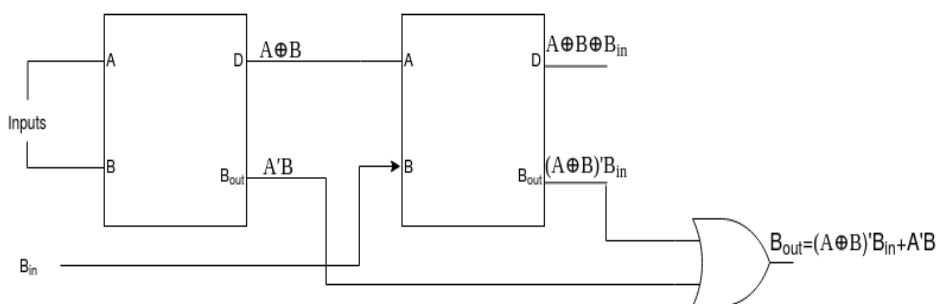 A
D
A⊕B
A
D
A⊕B⊕Bin
Inputs
B
Bout
A'B
B
Bout
(A⊕B)'Bin
Bin
Bout=(A⊕B)'Bin+A'B